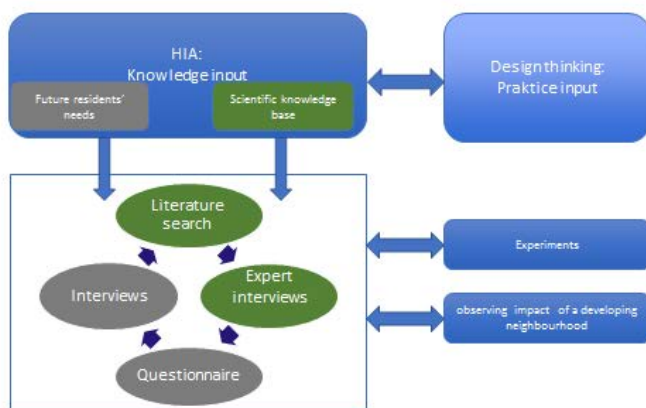 HIA:
Knowledge input
Future residents'
needs
Scientific knowledge
base
Design thinking:
Praktice input
Literature
search
Interviews
Expert
interviews
Questionnaire
Experiments
observing impact of a developing
neighbourhood